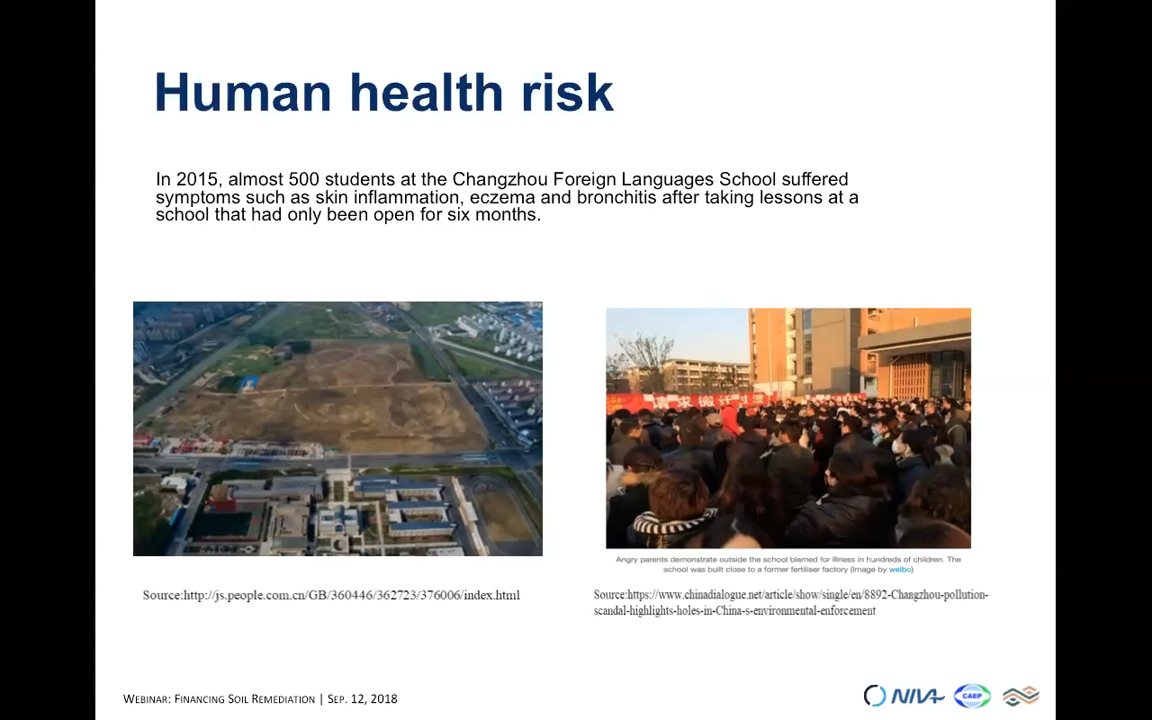 Human health risk
In 2015, almost 500 students at the Changzhou Foreign Languages School suffered
symptoms such as skin inflammation, eczema and bronchitis after taking lessons at a
school that had only been open for six months.
请求搬迁
Angry parents demonstrate outside the school blamed for illness in hundreds of children. The
school was built close to a former fertiliser factory (Image by weibo)
Source:http://js.people.com.cn/GB/360446/362723/376006/index.html
Source:https://www.chinadialogue.net/article/show/single/en/8892-Changzhou-pollution-
scandal-highlights-holes-in-China-s-environmental-enforcement
Webinar: Financing Soil Remediation | Sep. 12, 2018
NIVA
CAEP